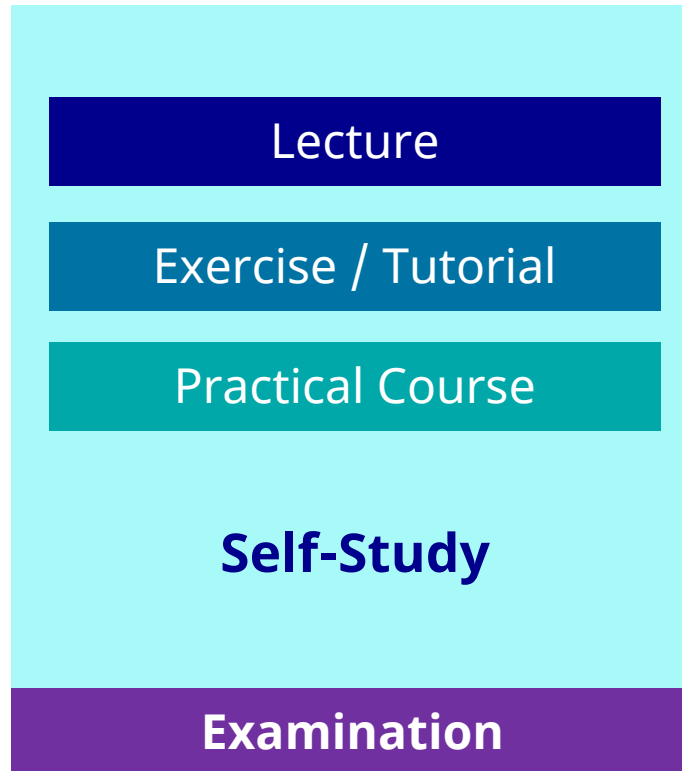 Lecture
Exercise / Tutorial
Practical Course
Self-Study
Examination